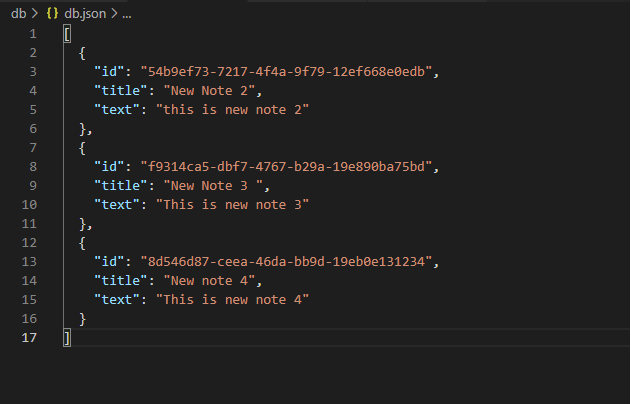 db > {} db.json > ...
1 [
2 {
3 "id": "54b9ef73-7217-4f4a-9f79-12ef668e0edb",
4 "title": "New Note 2",
5 "text": "this is new note 2"
6 },
7 {
8 "id": "f9314ca5-dbf7-4767-b29a-19e890ba75bd",
9 "title": "New Note 3 ",
10 "text": "This is new note 3"
11 },
12 {
13 "id": "8d546d87-ceea-46da-bb9d-19eb0e131234",
14 "title": "New note 4",
15 "text": "This is new note 4"
16 }
17 ]